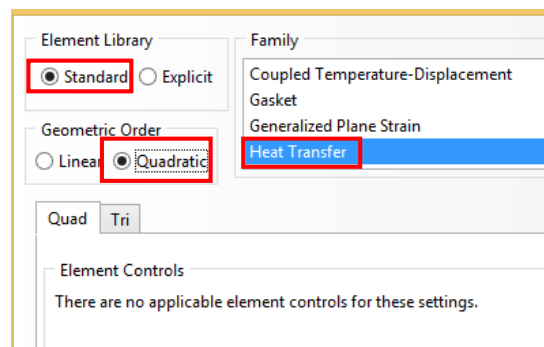 Element Library
Standard
Explicit
Family
Coupled Temperature-Displacement
Gasket
Generalized Plane Strain
Heat Transfer
Geometric Order
Linear
Quadratic
Quad
Tri
Element Controls
There are no applicable element controls for these settings.